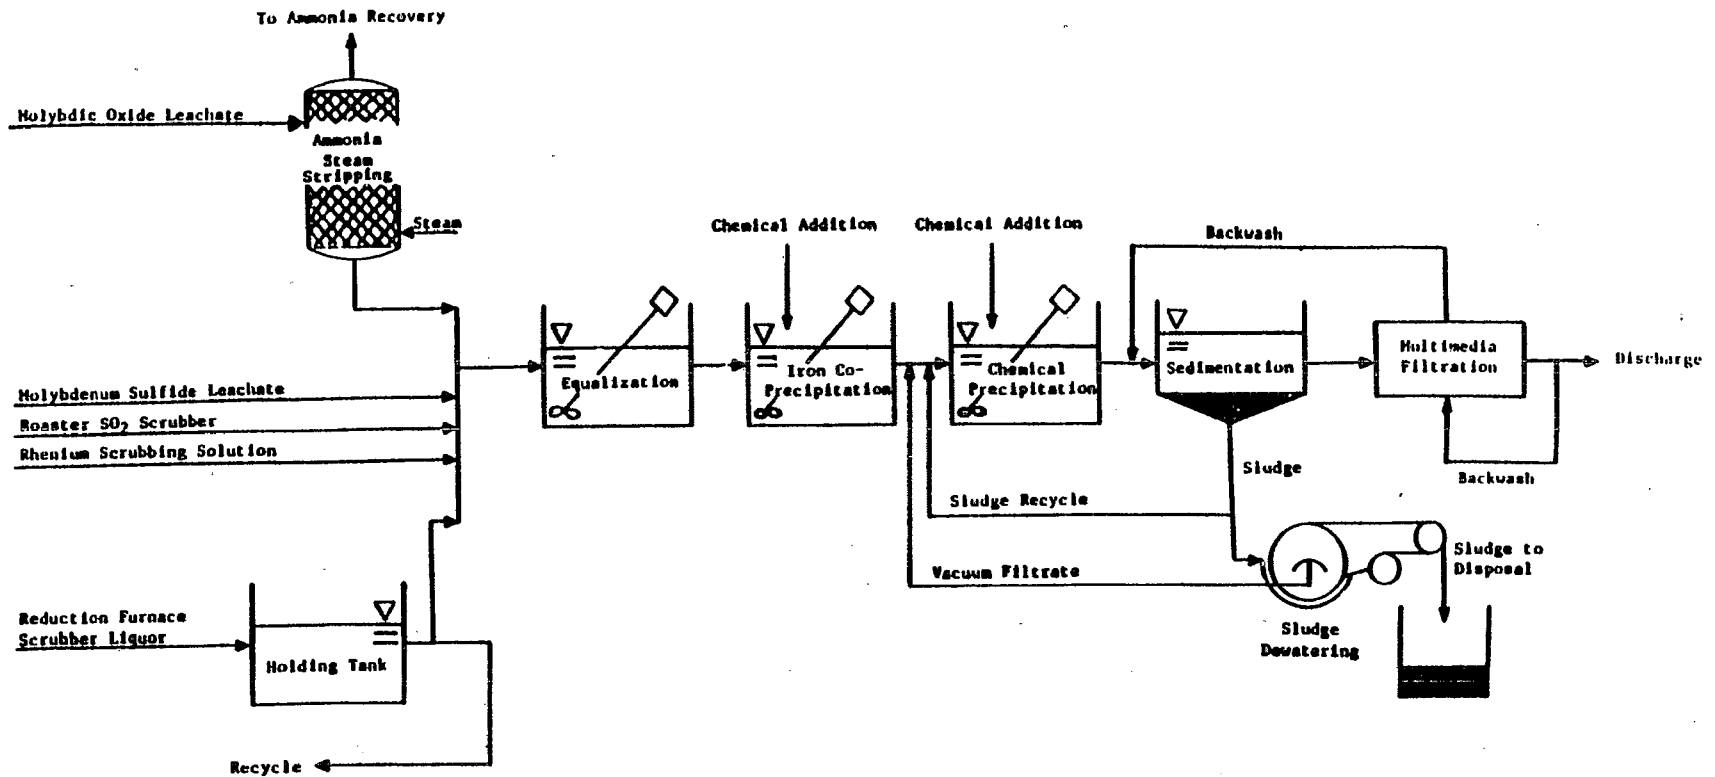 To Ammonia Recovery
Molybdic Oxide Leachate
Ammonia
Steam
Stripping
Steam
Chemical Addition
Chemical Addition
Backwash
Equalization
Iron Co-
Precipitation
Chemical
Precipitation
Sedimentation
Multimedia
Filtration
Discharge
Molybdenum Sulfide Leachate
Roaster SO₂ Scrubber
Rhenium Scrubbing Solution
Sludge
Backwash
Sludge Recycle
Vacuum Filtrate
Sludge to
Disposal
Sludge
Dewatering
Reduction Furnace
Scrubber Liquor
Holding Tank
Recycle